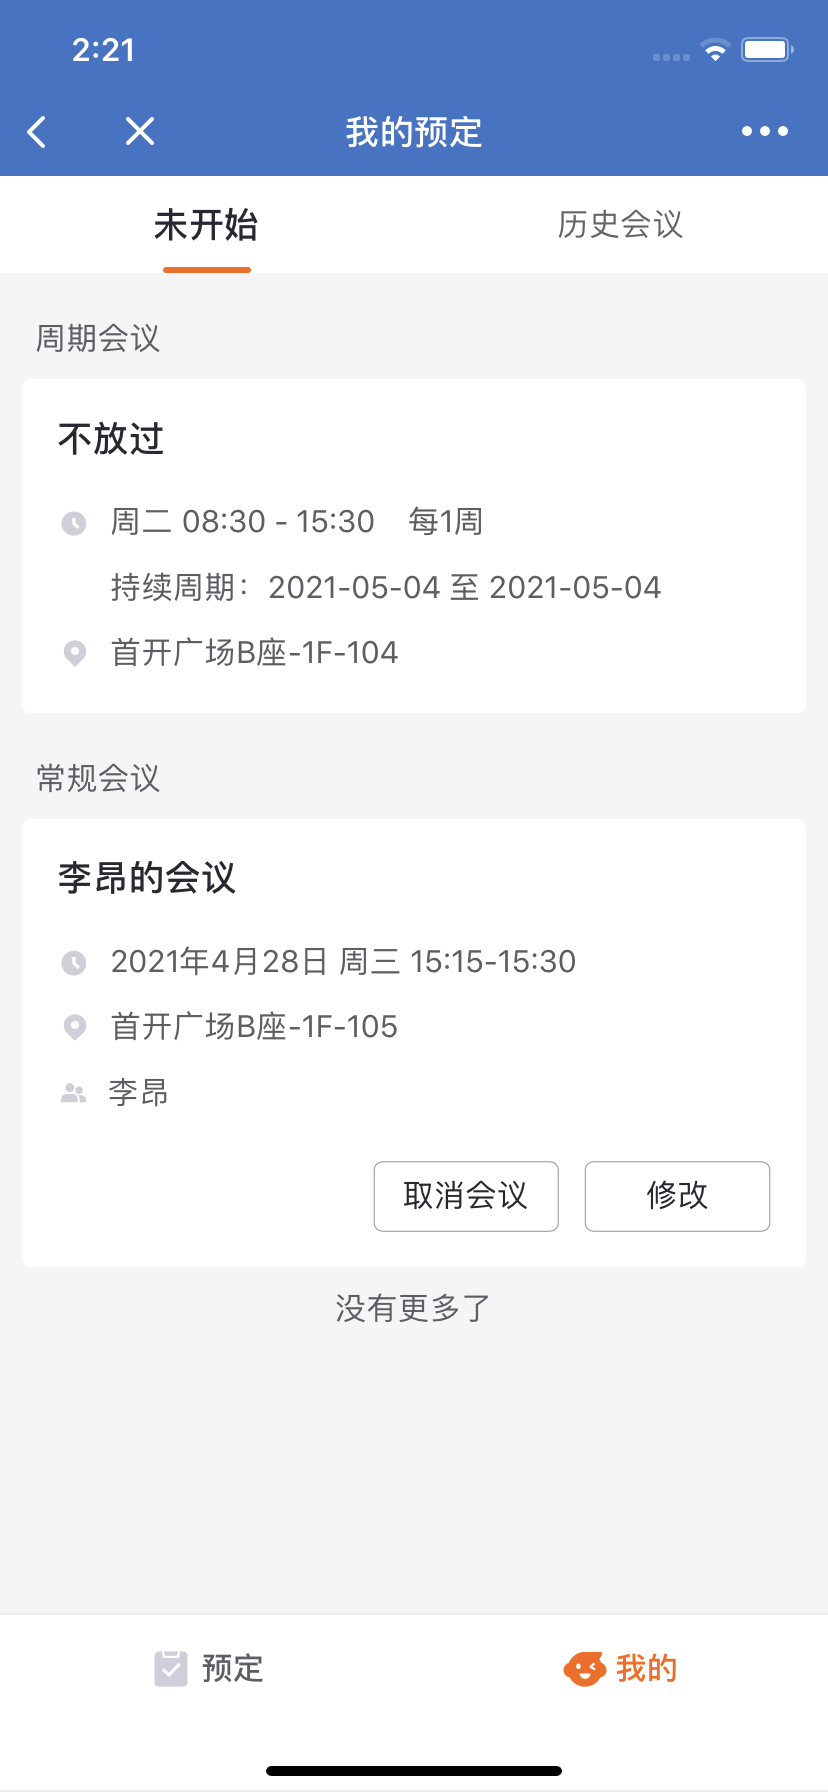 2:21
我的预定
未开始 历史会议
周期会议
不放过
周二 08:30 - 15:30 每1周
持续周期：2021-05-04 至 2021-05-04
首开广场B座-1F-104
常规会议
李昂的会议
2021年4月28日 周三 15:15-15:30
首开广场B座-1F-105
李昂
取消会议 修改
没有更多了
预定 我的